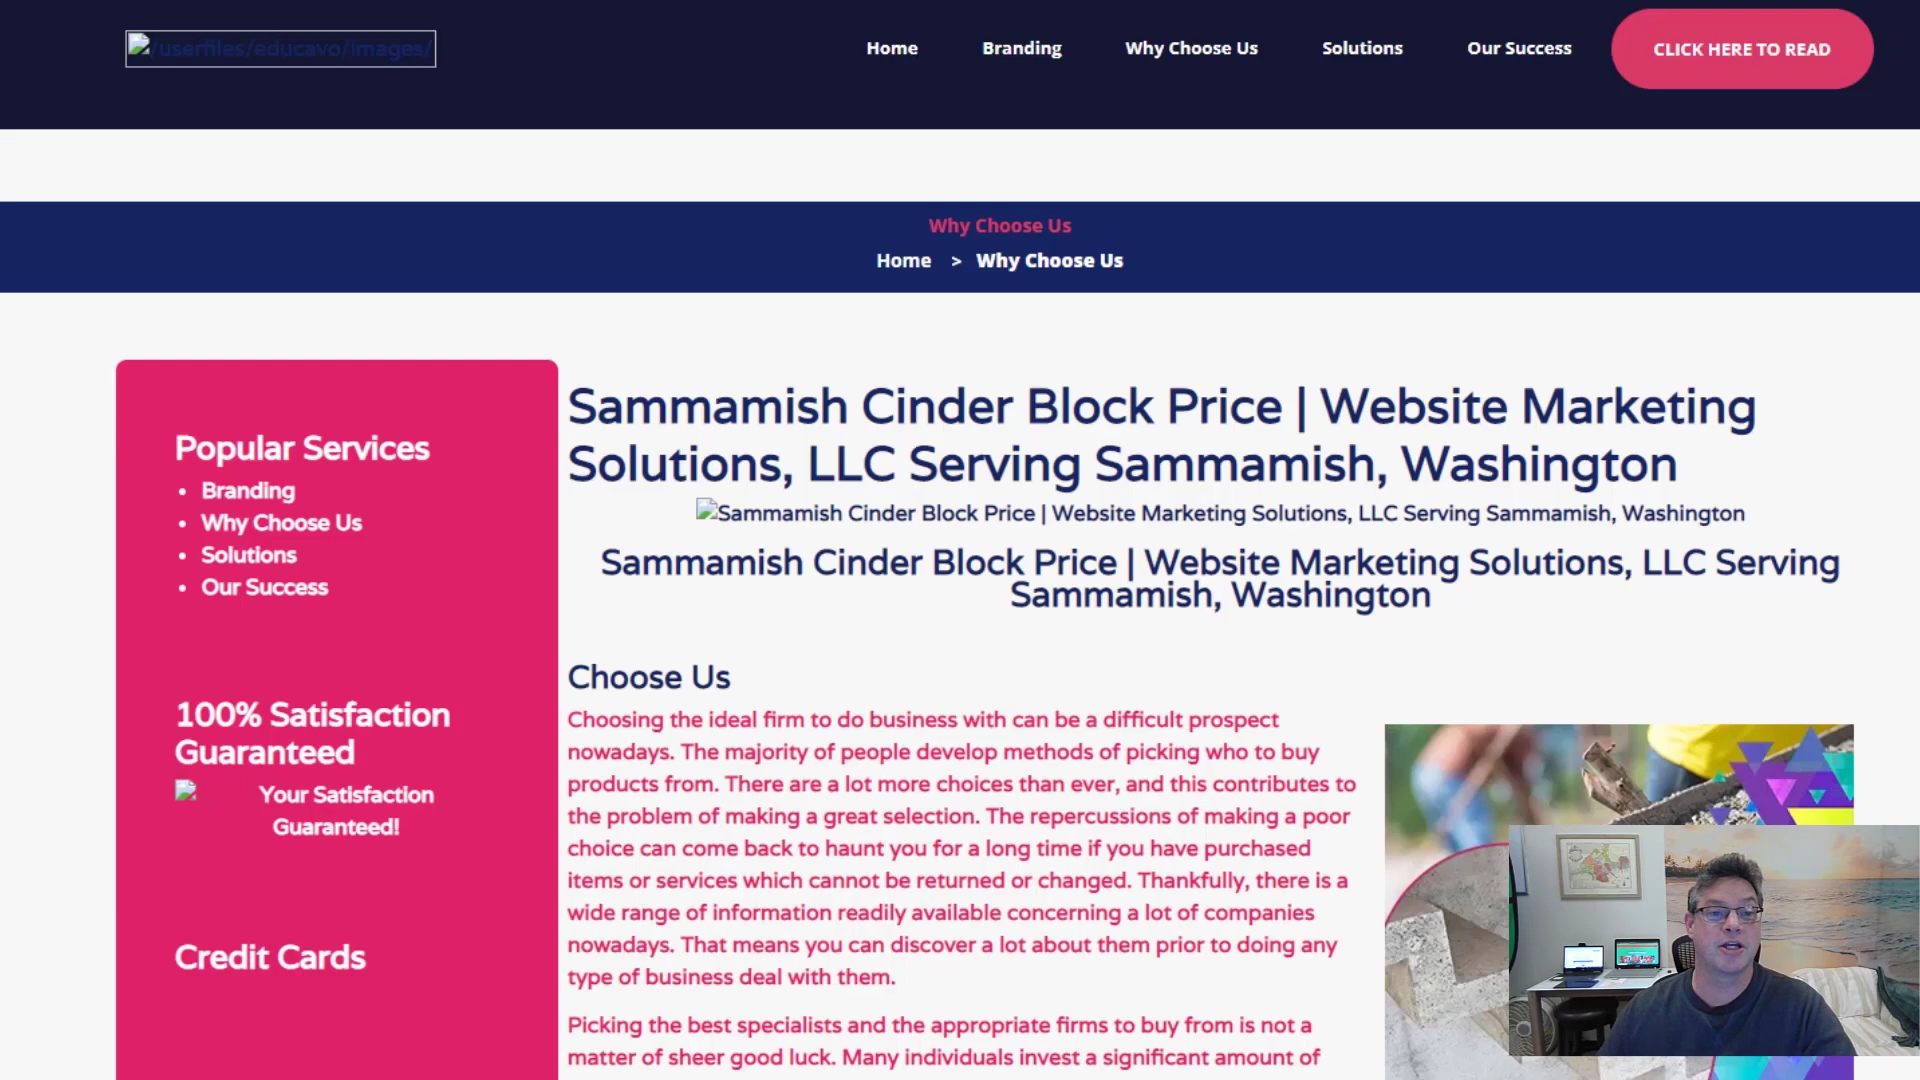 /userfiles/educavo/images/
Home
Branding
Why Choose Us
Solutions
Our Success
CLICK HERE TO READ
Why Choose Us
Home > Why Choose Us
Popular Services
• Branding
• Why Choose Us
• Solutions
• Our Success
100% Satisfaction
Guaranteed
Your Satisfaction
Guaranteed!
Credit Cards
Sammamish Cinder Block Price | Website Marketing
Solutions, LLC Serving Sammamish, Washington
Sammamish Cinder Block Price | Website Marketing Solutions, LLC Serving Sammamish, Washington
Sammamish Cinder Block Price | Website Marketing Solutions, LLC Serving
Sammamish, Washington
Choose Us
Choosing the ideal firm to do business with can be a difficult prospect
nowadays. The majority of people develop methods of picking who to buy
products from. There are a lot more choices than ever, and this contributes to
the problem of making a great selection. The repercussions of making a poor
choice can come back to haunt you for a long time if you have purchased
items or services which cannot be returned or changed. Thankfully, there is a
wide range of information readily available concerning a lot of companies
nowadays. That means you can discover a lot about them prior to doing any
type of business deal with them.
Picking the best specialists and the appropriate firms to buy from is not a
matter of sheer good luck. Many individuals invest a significant amount of